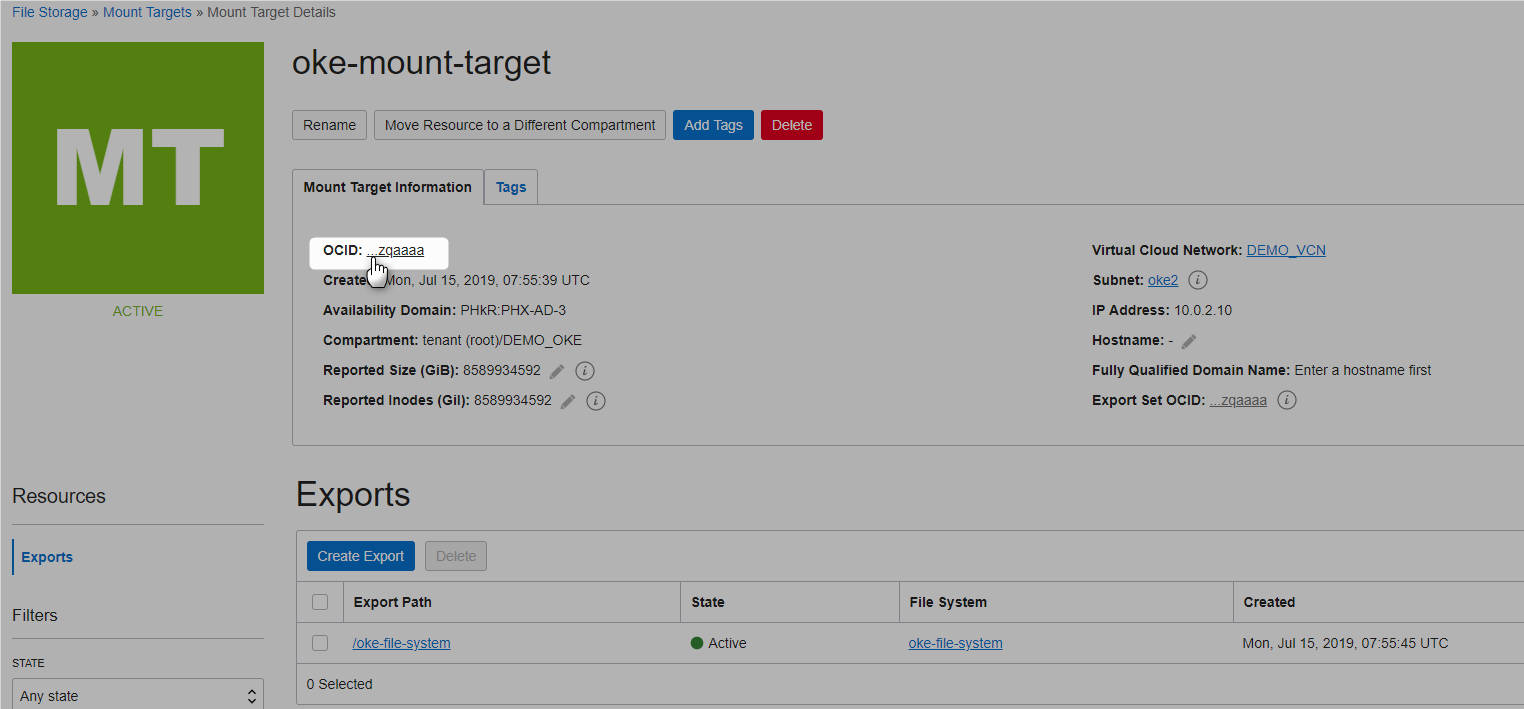 File Storage » Mount Targets » Mount Target Details
MT
ACTIVE
oke-mount-target
Rename
Move Resource to a Different Compartment
Add Tags
Delete
Mount Target Information
Tags
OCID: ...zqaaaa
Created: Mon, Jul 15, 2019, 07:55:39 UTC
Availability Domain: PHkR:PHX-AD-3
Compartment: tenant (root)/DEMO_OKE
Reported Size (GiB): 8589934592
Reported Inodes (GiI): 8589934592
Virtual Cloud Network: DEMO_VCN
Subnet: oke2
IP Address: 10.0.2.10
Hostname: -
Fully Qualified Domain Name: Enter a hostname first
Export Set OCID: ...zqaaaa
Resources
Exports
Filters
STATE
Any state
Exports
Create Export
Delete
Export Path State File System Created
/oke-file-system Active oke-file-system Mon, Jul 15, 2019, 07:55:45 UTC
0 Selected